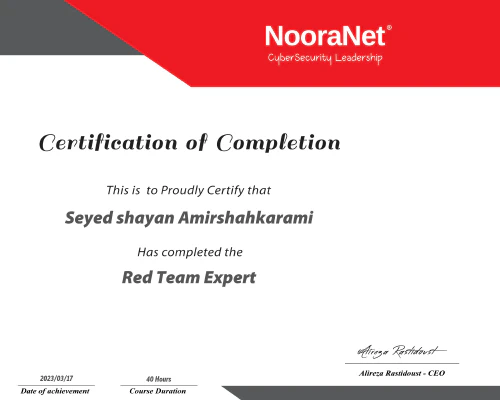 NooraNet®
CyberSecurity Leadership
Certification of Completion
This is to Proudly Certify that
Seyed shayan Amirshahkarami
Has completed the
Red Team Expert
Alireza Rastidoust
Alireza Rastidoust - CEO
2023/03/17
40 Hours
Date of achievement
Course Duration